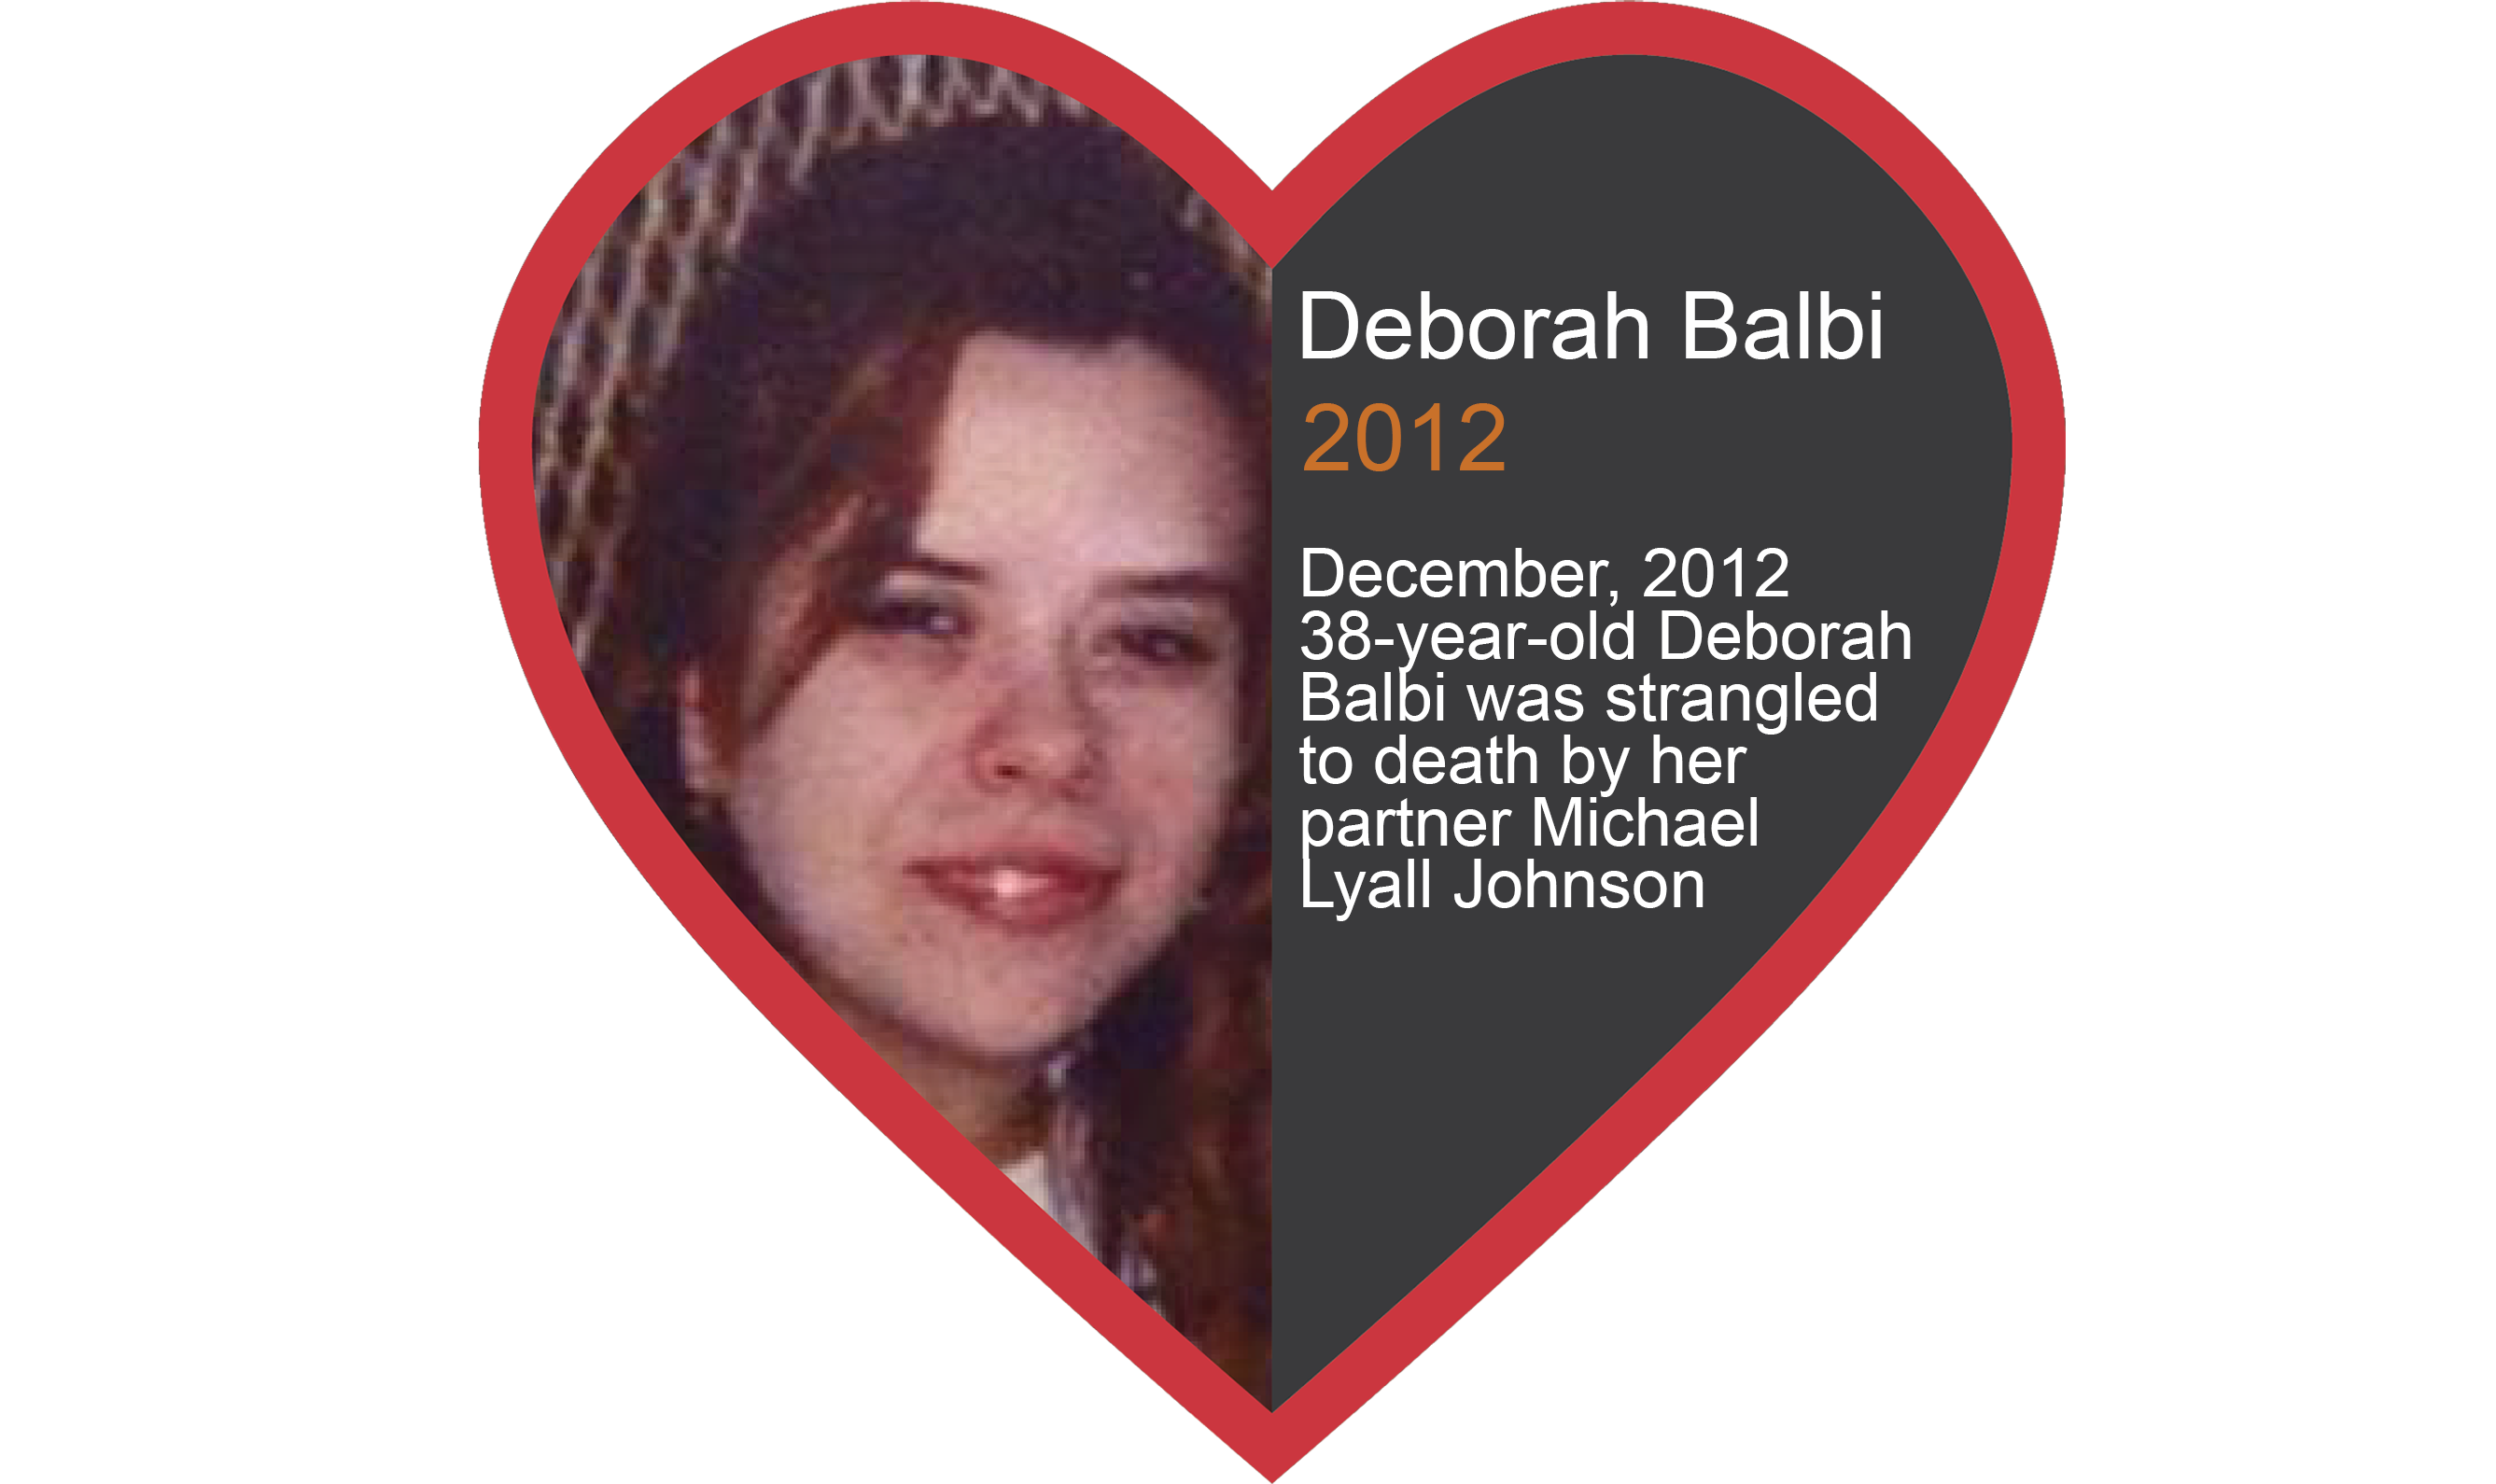 Deborah Balbi
2012
December, 2012
38-year-old Deborah
Balbi was strangled
to death by her
partner Michael
Lyall Johnson